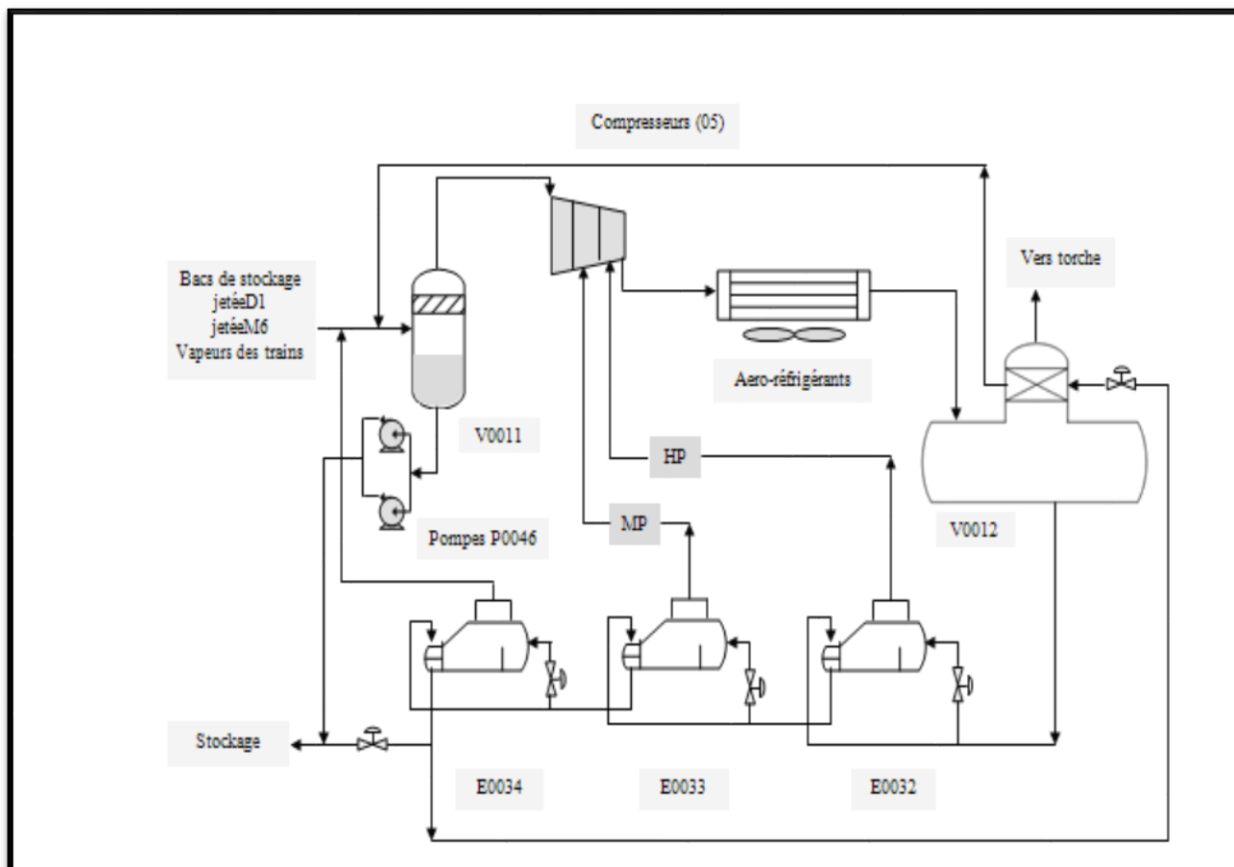 Compresseurs (05)
Bacs de stockage
jetéeD1
jetéeM6
Vapeurs des trains
Vers torche
Aero-réfrigérants
V0011
HP
MP
V0012
Pompes P0046
Stockage
E0034
E0033
E0032